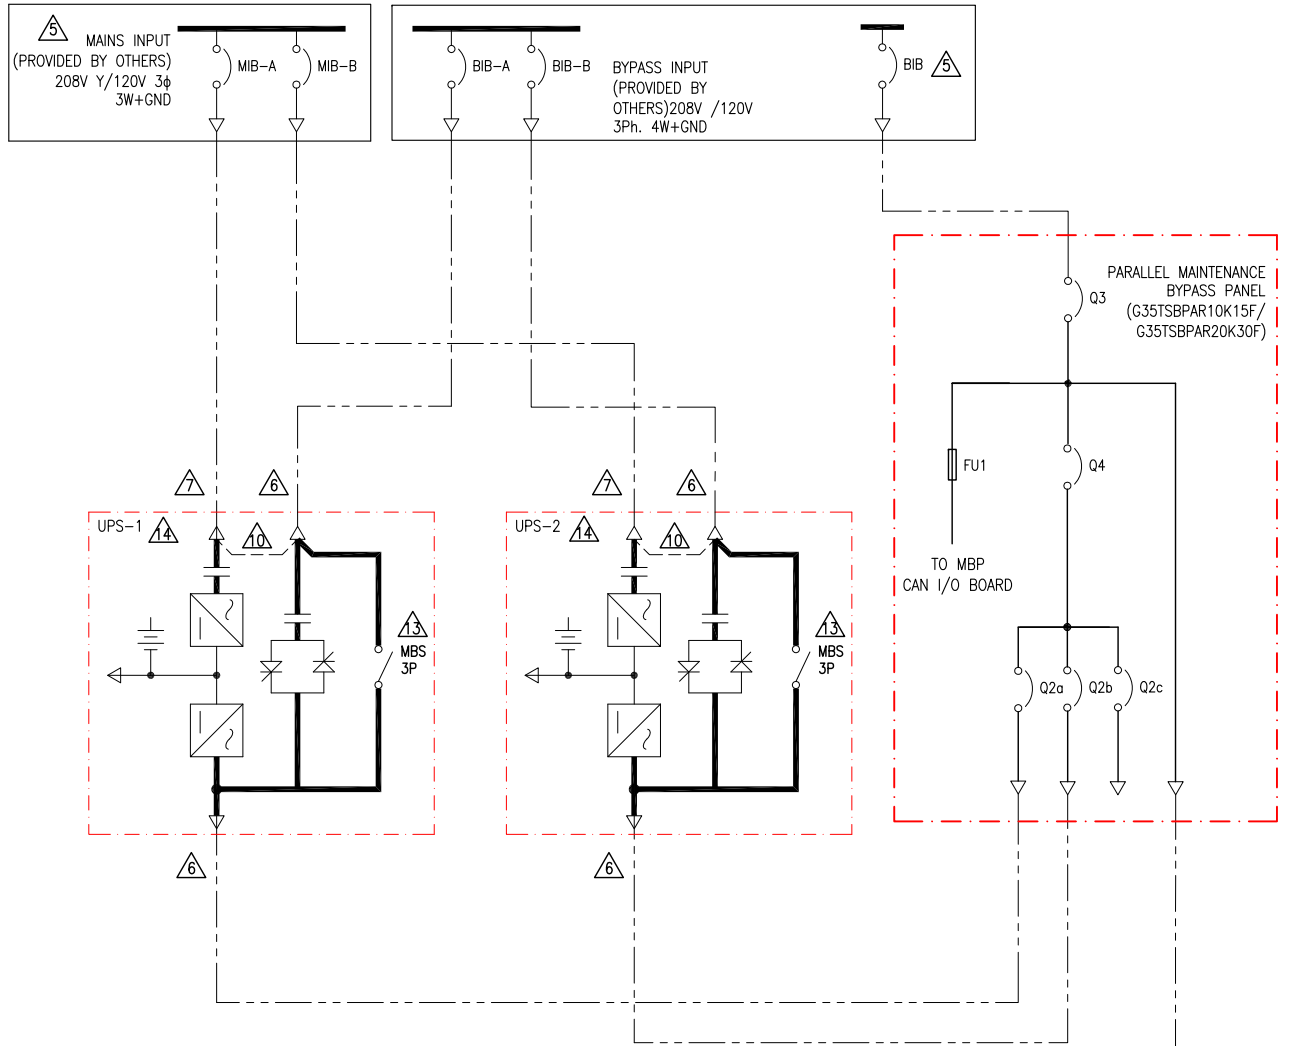 5
MAINS INPUT
(PROVIDED BY OTHERS)
208V Y/120V 3ϕ
3W+GND
MIB-A
MIB-B
BIB-A
BIB-B
BYPASS INPUT
(PROVIDED BY
OTHERS)208V /120V
3Ph. 4W+GND
BIB
5
PARALLEL MAINTENANCE
BYPASS PANEL
(G35TSBPAR10K15F/
G35TSBPAR20K30F)
Q3
FU1
Q4
TO MBP
CAN I/O BOARD
Q2a
Q2b
Q2c
7
6
UPS-1
14
10
13
MBS
3P
6
7
6
UPS-2
14
10
13
MBS
3P
6